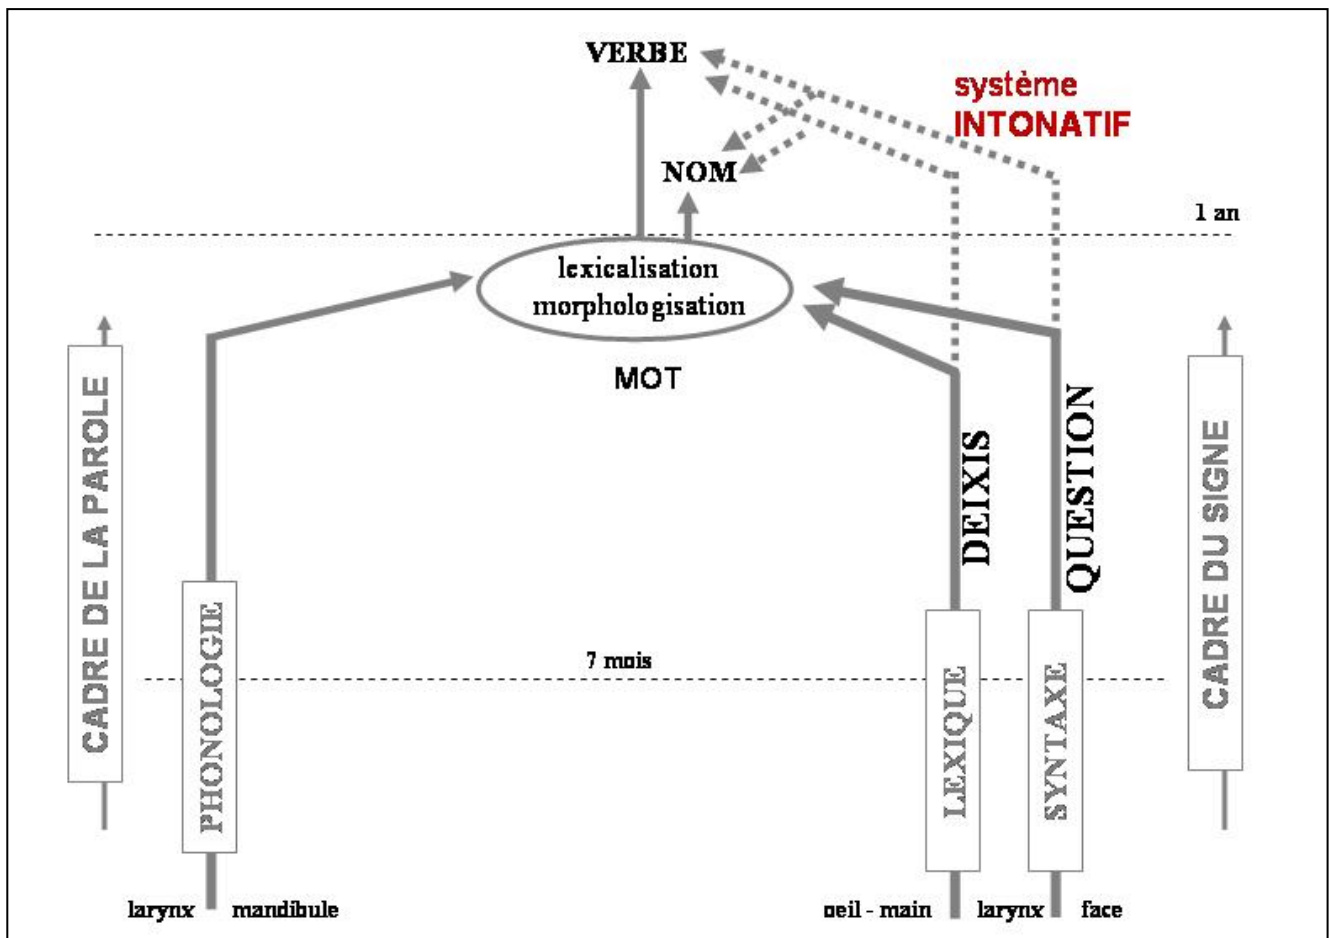 VERBE
système
INTONATIF
NOM
1 an
lexicalisation
morphologisation
MOT
CADRE DE LA PAROLE
PHONOLOGIE
7 mois
DEIXIS
QUESTION
LEXIQUE
SYNTAXE
CADRE DU SIGNE
larynx mandibule
oeil - main larynx face